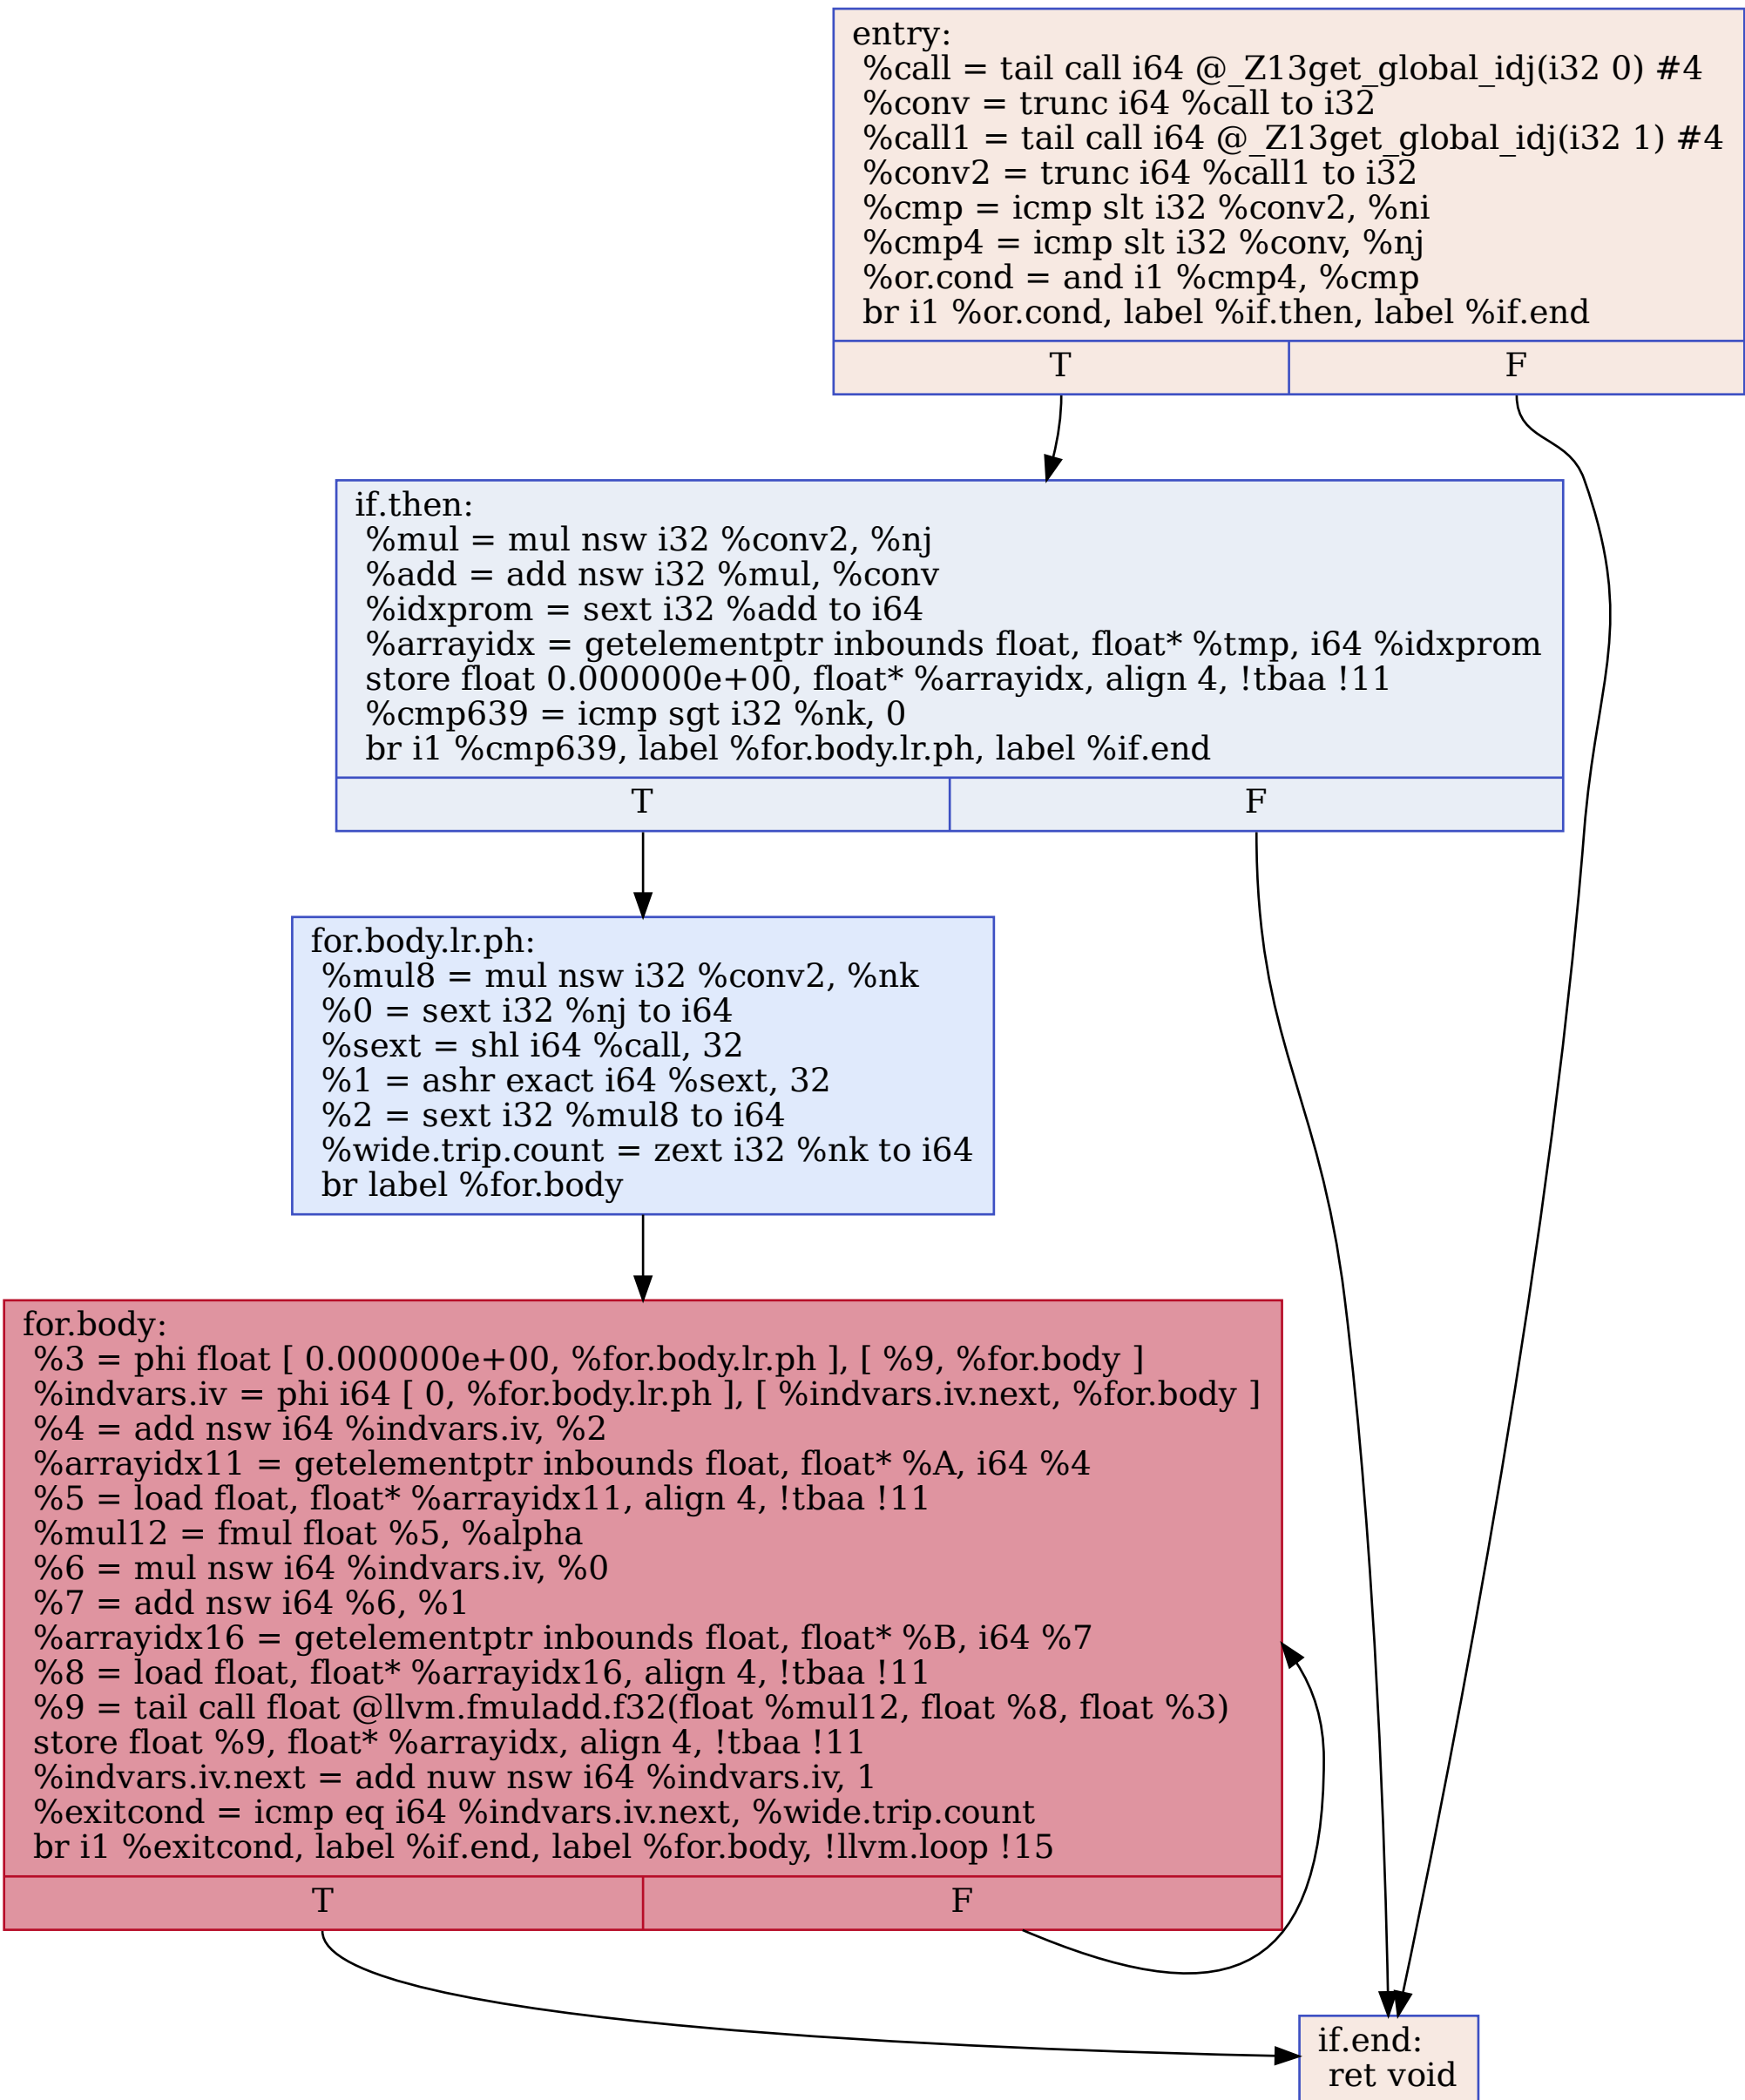 entry:
%call = tail call i64 @_Z13get_global_idj(i32 0) #4
%conv = trunc i64 %call to i32
%call1 = tail call i64 @_Z13get_global_idj(i32 1) #4
%conv2 = trunc i64 %call1 to i32
%cmp = icmp slt i32 %conv2, %ni
%cmp4 = icmp slt i32 %conv, %nj
%or.cond = and i1 %cmp4, %cmp
br i1 %or.cond, label %if.then, label %if.end
T F
if.then:
%mul = mul nsw i32 %conv2, %nj
%add = add nsw i32 %mul, %conv
%idxprom = sext i32 %add to i64
%arrayidx = getelementptr inbounds float, float* %tmp, i64 %idxprom
store float 0.000000e+00, float* %arrayidx, align 4, !tbaa !11
%cmp639 = icmp sgt i32 %nk, 0
br i1 %cmp639, label %for.body.lr.ph, label %if.end
T F
for.body.lr.ph:
%mul8 = mul nsw i32 %conv2, %nk
%0 = sext i32 %nj to i64
%sext = shl i64 %call, 32
%1 = ashr exact i64 %sext, 32
%2 = sext i32 %mul8 to i64
%wide.trip.count = zext i32 %nk to i64
br label %for.body
for.body:
%3 = phi float [ 0.000000e+00, %for.body.lr.ph ], [ %9, %for.body ]
%indvars.iv = phi i64 [ 0, %for.body.lr.ph ], [ %indvars.iv.next, %for.body ]
%4 = add nsw i64 %indvars.iv, %2
%arrayidx11 = getelementptr inbounds float, float* %A, i64 %4
%5 = load float, float* %arrayidx11, align 4, !tbaa !11
%mul12 = fmul float %5, %alpha
%6 = mul nsw i64 %indvars.iv, %0
%7 = add nsw i64 %6, %1
%arrayidx16 = getelementptr inbounds float, float* %B, i64 %7
%8 = load float, float* %arrayidx16, align 4, !tbaa !11
%9 = tail call float @llvm.fmuladd.f32(float %mul12, float %8, float %3)
store float %9, float* %arrayidx, align 4, !tbaa !11
%indvars.iv.next = add nuw nsw i64 %indvars.iv, 1
%exitcond = icmp eq i64 %indvars.iv.next, %wide.trip.count
br i1 %exitcond, label %if.end, label %for.body, !llvm.loop !15
T F
if.end:
ret void